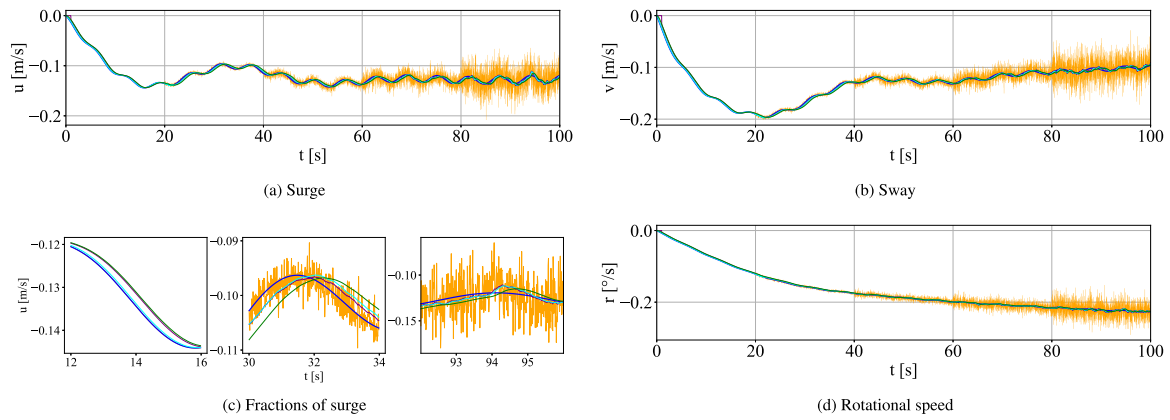 0.0
−0.1
−0.2
u [m/s]
0 20 40 60 80 100
t [s]
(a) Surge
0.0
−0.1
−0.2
v [m/s]
0 20 40 60 80 100
t [s]
(b) Sway
−0.12
−0.13
−0.14
u [m/s]
12 14 16
−0.09
−0.10
−0.11
30 32 34
t [s]
−0.10
−0.15
93 94 95
(c) Fractions of surge
0.0
−0.2
r [°/s]
0 20 40 60 80 100
t [s]
(d) Rotational speed